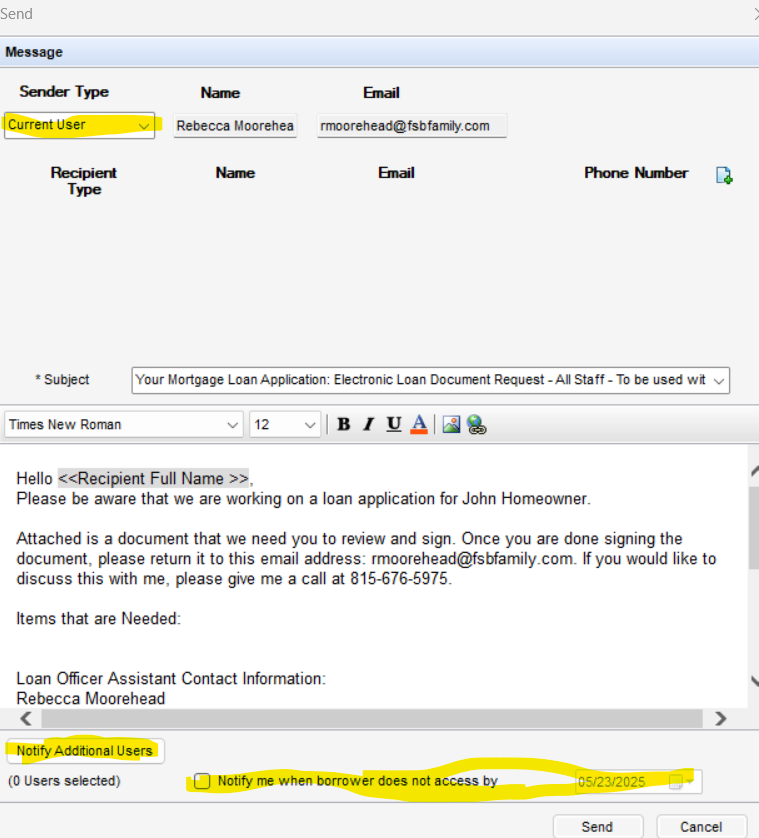 Send
Message
Sender Type Name Email
Current User Rebecca Moorehea rmoorehead@fsbfamily.com
Recipient Type Name Email Phone Number
* Subject Your Mortgage Loan Application: Electronic Loan Document Request - All Staff - To be used wit
Times New Roman 12 B I U A
Hello <<Recipient Full Name >>,
Please be aware that we are working on a loan application for John Homeowner.
Attached is a document that we need you to review and sign. Once you are done signing the
document, please return it to this email address: rmoorehead@fsbfamily.com. If you would like to
discuss this with me, please give me a call at 815-676-5975.
Items that are Needed:
Loan Officer Assistant Contact Information:
Rebecca Moorehead
Notify Additional Users
(0 Users selected) Notify me when borrower does not access by 05/23/2025
Send Cancel